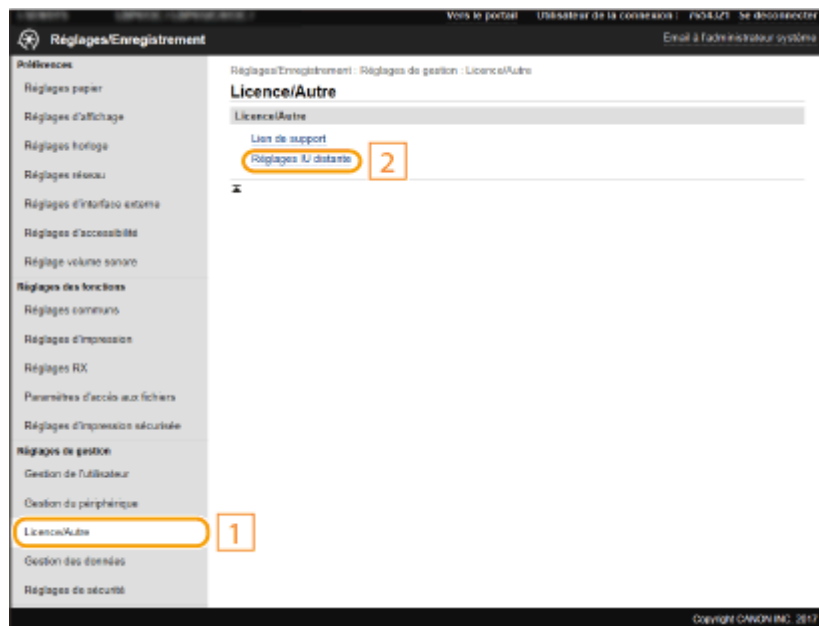 Vers le portail Utilisateur de la connexion : 7654321 Se déconnecter
Réglages/Enregistrement
Email à l'administrateur système
Préférences
Réglages/Enregistrement : Réglages de gestion : Licence/Autre
Réglages papier
Licence/Autre
Réglages d'affichage
Licence/Autre
Lien de support
Réglages horloge
Réglages IU distante
2
Réglages réseau
Réglages d'interface externe
Réglages d'accessibilité
Réglage volume sonore
Réglages des fonctions
Réglages communs
Réglages d'impression
Réglages RX
Paramètres d'accès aux fichiers
Réglages d'impression sécurisée
Réglages de gestion
Gestion de l'utilisateur
Gestion du périphérique
Licence/Autre
1
Gestion des données
Réglages de sécurité
Copyright CANON INC. 2017